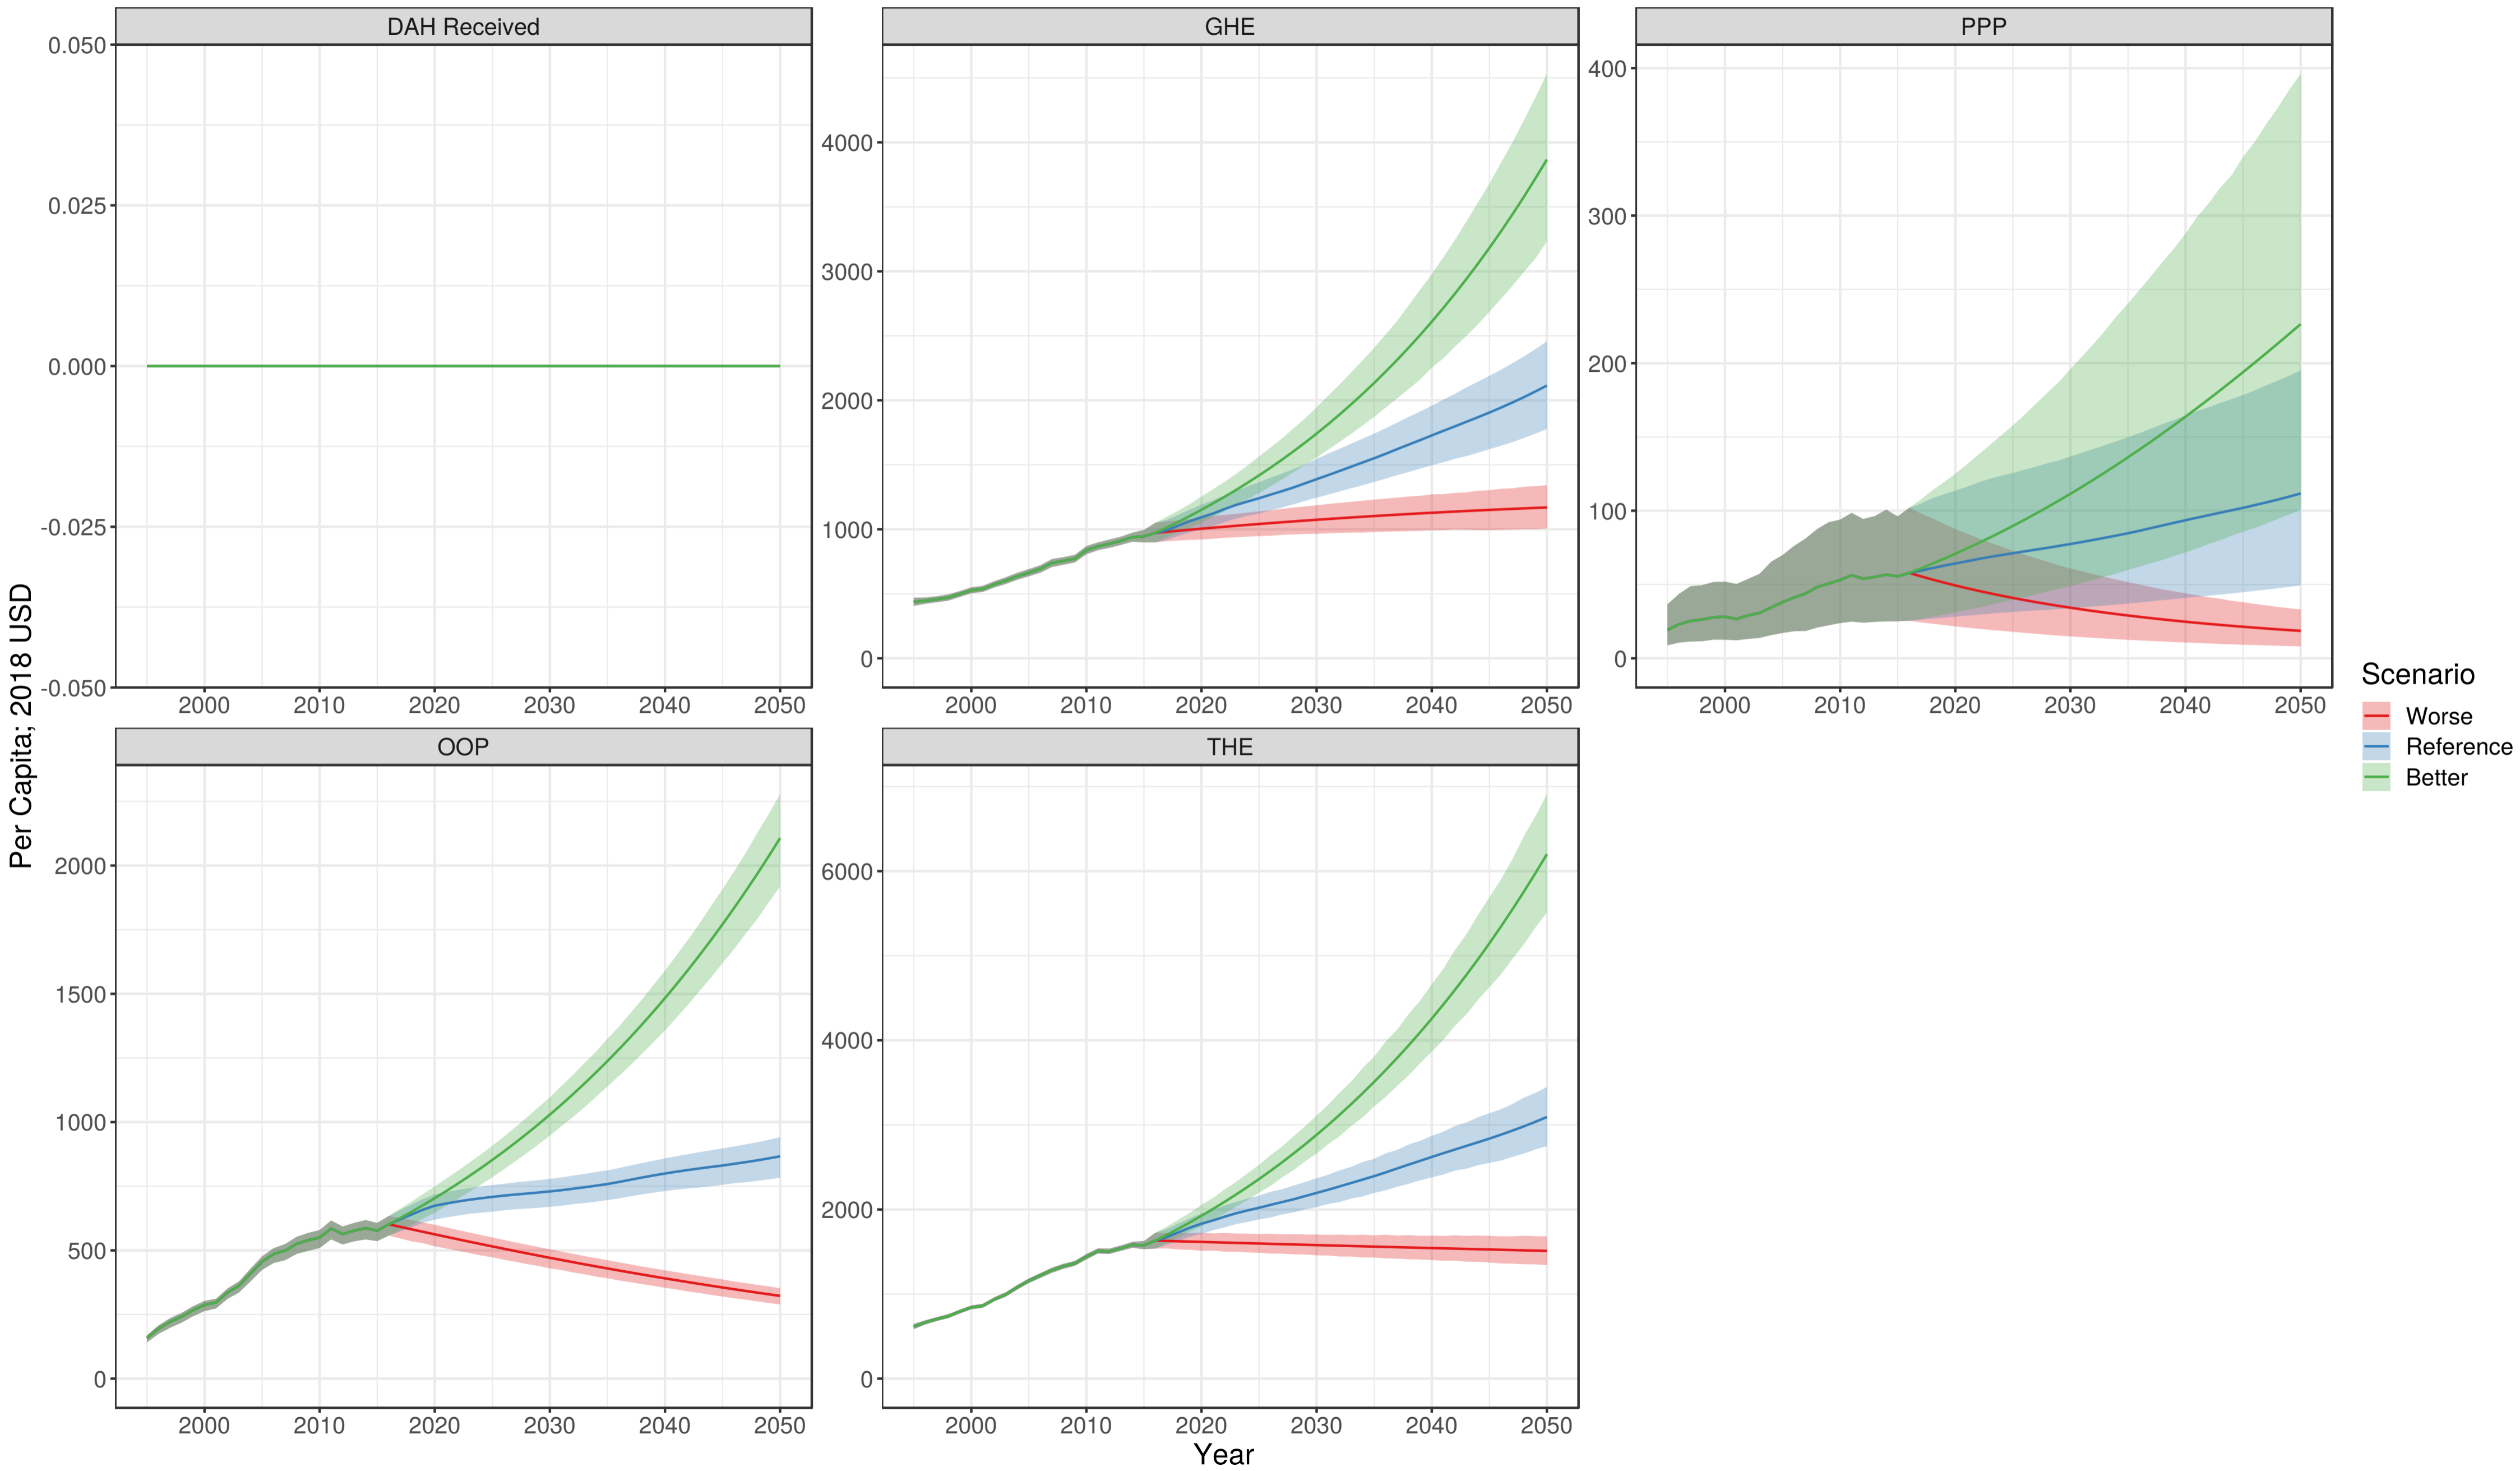 DAH Received
0.050
0.025
0.000
-0.025
-0.050
2000 2010 2020 2030 2040 2050
GHE
4000
3000
2000
1000
0
2000 2010 2020 2030 2040 2050
PPP
400
300
200
100
0
2000 2010 2020 2030 2040 2050
OOP
2000
1500
1000
500
0
2000 2010 2020 2030 2040 2050
THE
6000
4000
2000
0
2000 2010 2020 2030 2040 2050
Per Capita; 2018 USD
Year
Scenario
Worse
Reference
Better